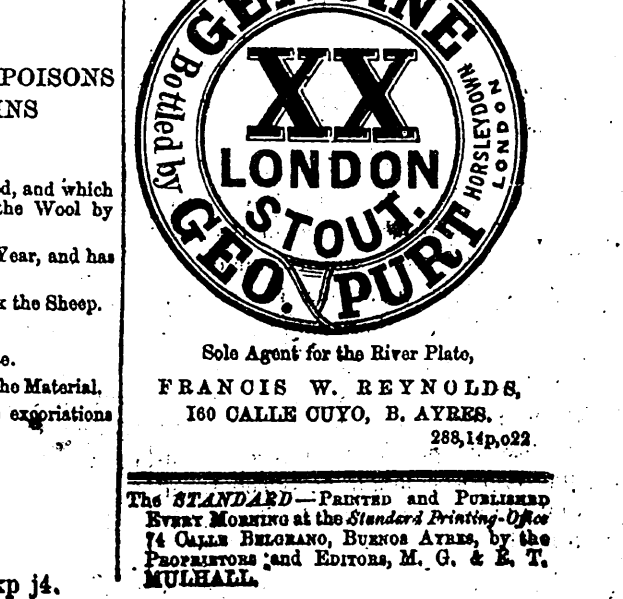 POISONS
INS
d, and which
the Wool by
Year, and has
the Sheep.
e.
he Material,
expriations
xp j4.
GENUINE
XX
LONDON
STOUT.
Bottled by
GEO. PURT
HORSLEYDOWN
LONDON
Sole Agent for the River Plate,
FRANCIS W. REYNOLDS,
160 CALLE CUYO, B. AYRES.
288,14p,o22
The STANDARD—PRINTED and PUBLISHED
EVERY MORNING at the Standard Printing-Office
74 CALLE BELGRANO, BUENOS AYRES, by the
PROPRIETORS and EDITORS, M. G. & E. T.
MULHALL.